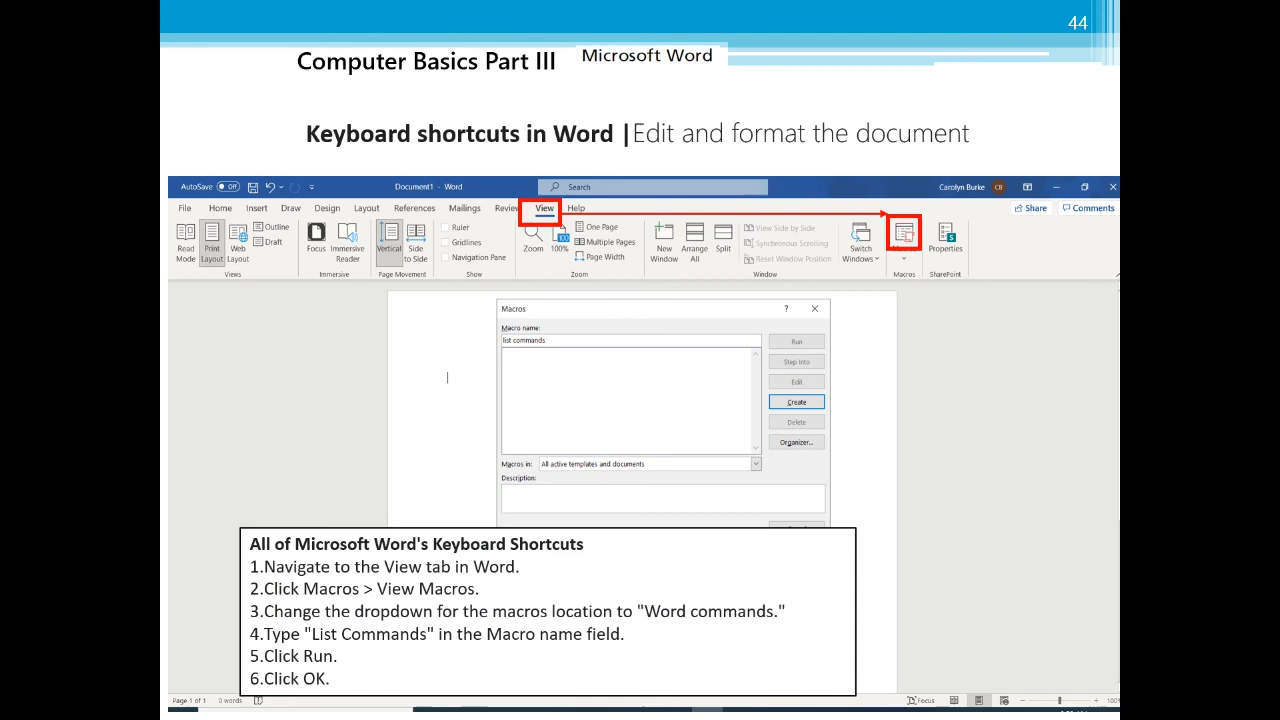 44
Computer Basics Part III
Microsoft Word
Keyboard shortcuts in Word | Edit and format the document
AutoSave Off
Document1 - Word
Search
Carolyn Burke CB
File Home Insert Draw Design Layout References Mailings Review View Help
Share Comments
Read Mode
Print Layout
Web Layout
Outline
Draft
Views
Focus
Immersive Reader
Immersive
Vertical
Side to Side
Page Movement
Ruler
Gridlines
Navigation Pane
Show
Zoom
100
100%
One Page
Multiple Pages
Page Width
Zoom
New Window
Arrange All
Split
View Side by Side
Synchronous Scrolling
Reset Window Position
Window
Switch Windows
Macros
Properties
SharePoint
Macros
?
Macro name:
list commands
Run
Step Into
Edit
Create
Delete
Organizer...
Macros in: All active templates and documents
Description:
All of Microsoft Word's Keyboard Shortcuts
1.Navigate to the View tab in Word.
2.Click Macros > View Macros.
3.Change the dropdown for the macros location to "Word commands."
4.Type "List Commands" in the Macro name field.
5.Click Run.
6.Click OK.
Page 1 of 1 0 words
Focus
100%